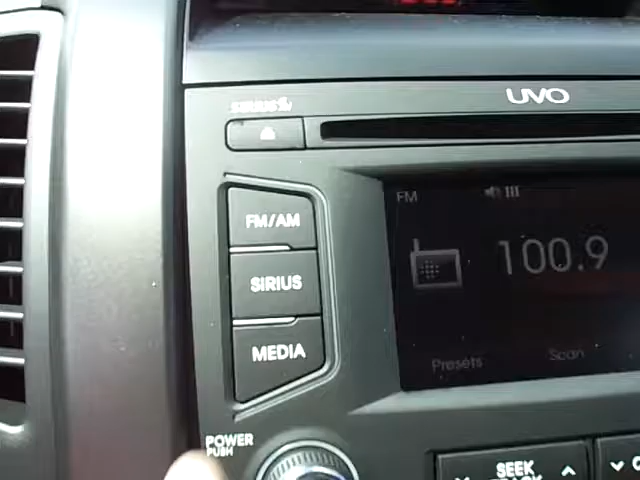 UVO
SIRIUS
FM/AM
SIRIUS
MEDIA
FM
100.9
Presets
Scan
POWER
PUSH
SEEK
TRACK